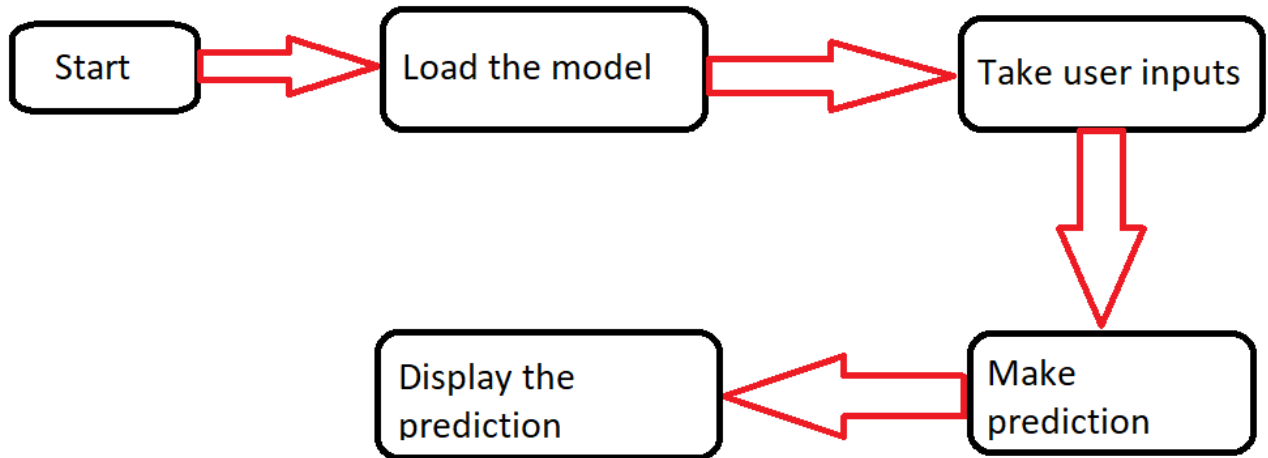 Start
Load the model
Take user inputs
Make
prediction
Display the
prediction